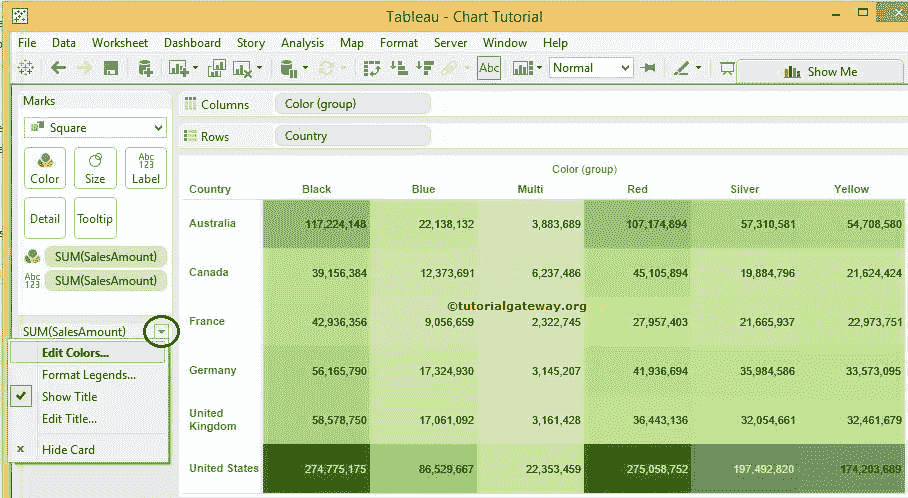 Tableau - Chart Tutorial
File Data Worksheet Dashboard Story Analysis Map Format Server Window Help
Abc Normal Show Me
Marks
Columns Color (group)
Square
Rows Country
Abc
123
Color Size Label
Detail Tooltip
SUM(SalesAmount)
Abc
123
SUM(SalesAmount)
SUM(SalesAmount)
Edit Colors...
Format Legends...
Show Title
Edit Title...
x Hide Card
Color (group)
Country Black Blue Multi Red Silver Yellow
Australia 117,224,148 22,138,132 3,883,689 107,174,894 57,310,581 54,708,580
Canada 39,156,384 12,373,691 6,237,486 45,105,894 19,884,796 21,624,424
©tutorialgateway.org
France 42,936,356 9,056,659 2,322,745 27,957,403 21,665,937 22,973,751
Germany 56,165,790 17,324,930 3,145,207 41,936,694 35,984,586 33,573,095
United
Kingdom 58,578,750 17,061,092 3,161,428 36,443,136 32,054,661 32,461,679
United States 274,775,175 86,529,667 22,353,459 275,058,752 197,492,820 174,203,689